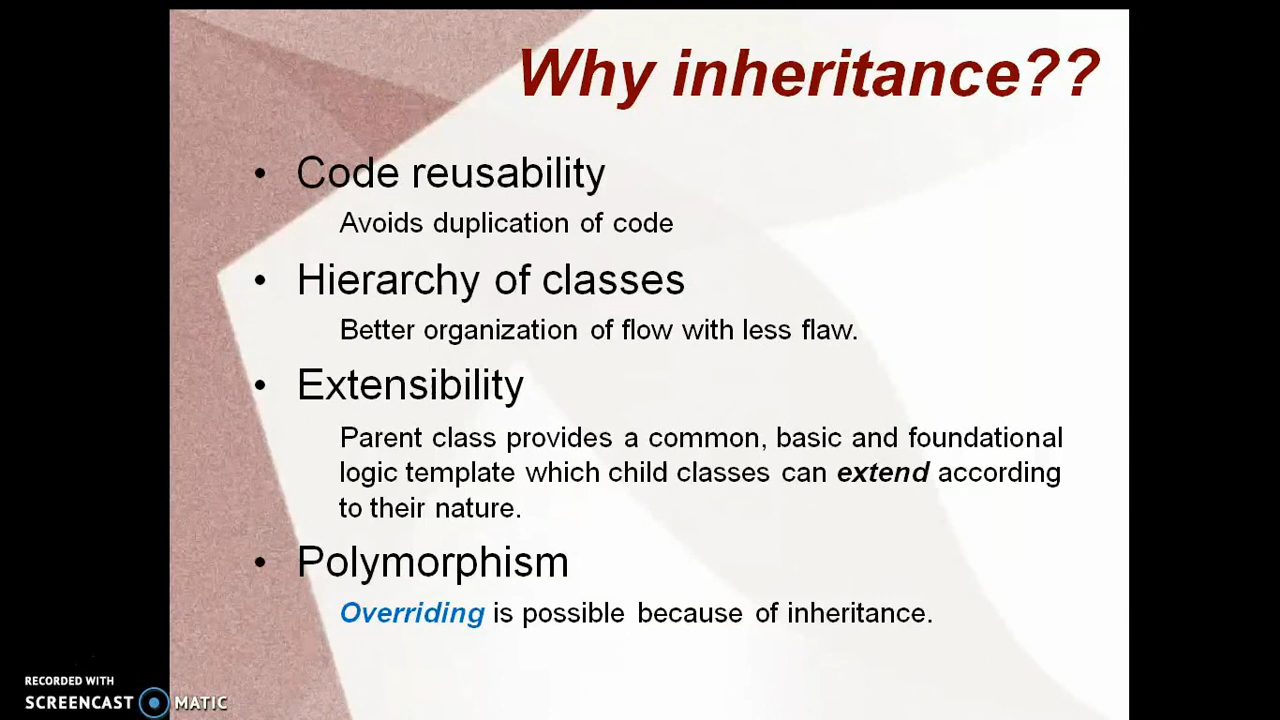 Why inheritance??
• Code reusability
Avoids duplication of code
• Hierarchy of classes
Better organization of flow with less flaw.
• Extensibility
Parent class provides a common, basic and foundational
logic template which child classes can extend according
to their nature.
• Polymorphism
Overriding is possible because of inheritance.
RECORDED WITH
SCREENCAST MATIC